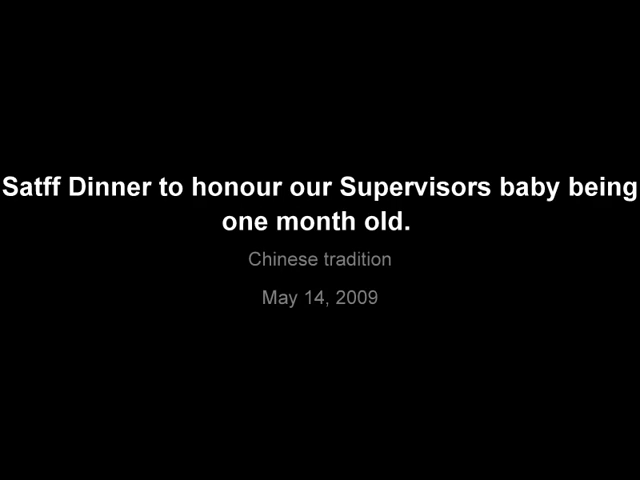 Satff Dinner to honour our Supervisors baby being
one month old.
Chinese tradition
May 14, 2009